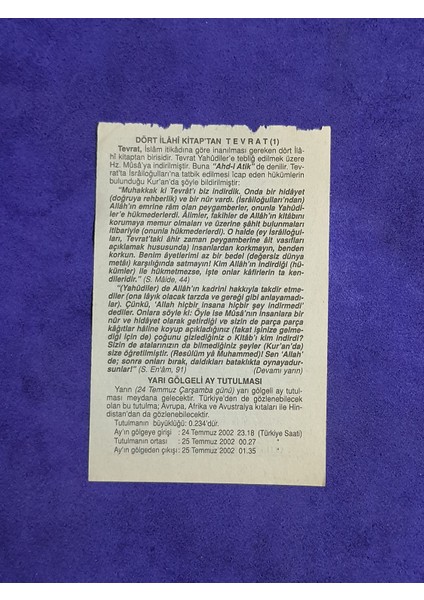 DÖRT İLÂHİ KİTAP'TAN T E V R A T (1)
Tevrat, İslâm itikâdına göre inanılması gereken dört İlâ-
hî kitaptan birisidir. Tevrat Yahûdiler'e tebliğ edilmek üzere
Hz. Mûsâ'ya indirilmiştir. Buna "Ahd-i Atik" de denilir. Tev-
rat'ta İsrâiloğulları'na tatbik edilmesi îcap eden hükümlerin
bulunduğu Kur'an'da şöyle bildirilmiştir:
"Muhakkak ki Tevrât'ı biz indirdik. Onda bir hidâyet
(doğruya rehberlik) ve bir nûr vardı. (İsrâiloğulları'ndan)
Allâh'ın emrine râm olan peygamberler, onunla Yahûdî-
ler'e hükmederlerdi. Âlimler, fakihler de Allâh'ın kitâbını
korumaya memur olmaları ve üzerine şâhit bulunmaları
itibariyle (onunla hükmederlerdi). O halde (ey İsrâiloğul-
ları, Tevrat'taki âhir zaman peygamberine âit vasıfları
açıklamak hususunda) insanlardan korkmayın, benden
korkun. Benim âyetlerimi az bir bedel (değersiz dünya
metâı) karşılığında satmayın! Kim Allâh'ın indirdiği (hü-
kümler) ile hükmetmezse, işte onlar kâfirlerin ta ken-
dileridir." (S. Mâide, 44)
"(Yahûdîler) de Allâh'ın kadrini hakkıyla takdir etme-
diler (ona lâyık olacak tarzda ve gereği gibi anlayamadı-
lar). Çünkü, 'Allah hiçbir insana hiçbir şey indirmedi'
dediler. Onlara söyle ki: Öyle ise Mûsâ'nın insanlara bir
nûr ve hidâyet olarak getirdiği ve sizin de parça parça
kâğıtlar hâline koyup açıkladığınız (fakat işinize gelme-
diği için de) çoğunu gizlediğiniz o Kitâb'ı kim indirdi?
Sizin de atalarınızın da bilmediğiniz şeyler (Kur'an'da)
size öğretilmiştir. (Resûlüm yâ Muhammed)! Sen 'Allah'
de; sonra onları bırak, daldıkları bataklıkta oynayadur-
sunlar!" (S. En'âm, 91) (Devamı yarın)
YARI GÖLGELİ AY TUTULMASI
Yarın (24 Temmuz Çarşamba günü) yarı gölgeli ay tutul-
ması meydana gelecektir. Türkiye'den de gözlenebilecek
olan bu tutulma; Avrupa, Afrika ve Avustralya kıtaları ile Hin-
distan'dan da gözlenebilecektir.
Tutulmanın büyüklüğü: 0.234'dür.
Ay'ın gölgeye girişi : 24 Temmuz 2002 23.18 (Türkiye Saati)
Tutulmanın ortası : 25 Temmuz 2002 00.27
Ay'ın gölgeden çıkışı : 25 Temmuz 2002 01.35